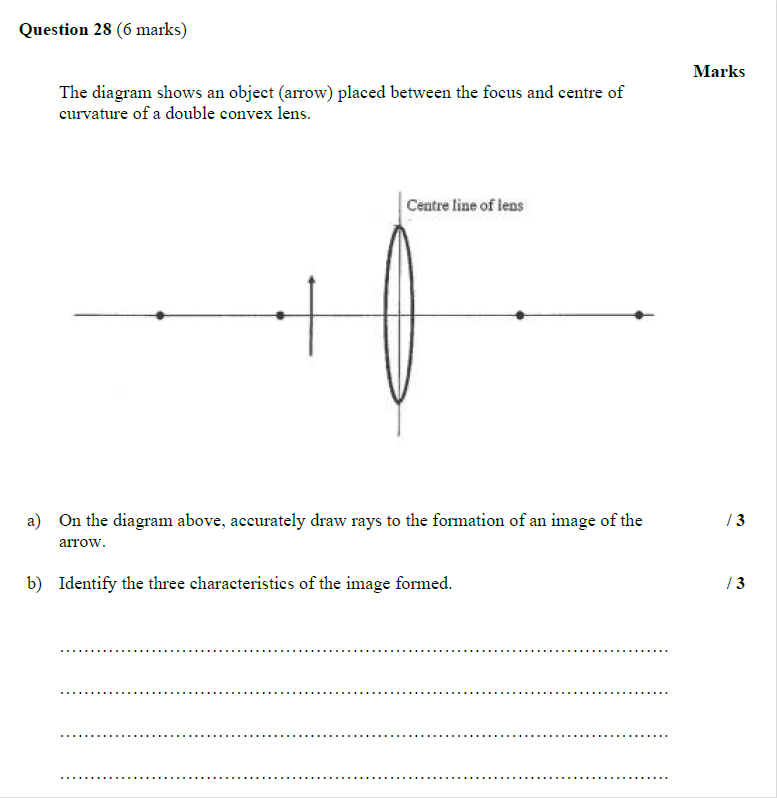 Question 28 (6 marks)
Marks
The diagram shows an object (arrow) placed between the focus and centre of
curvature of a double convex lens.
Centre line of lens
a) On the diagram above, accurately draw rays to the formation of an image of the / 3
arrow.
b) Identify the three characteristics of the image formed. / 3